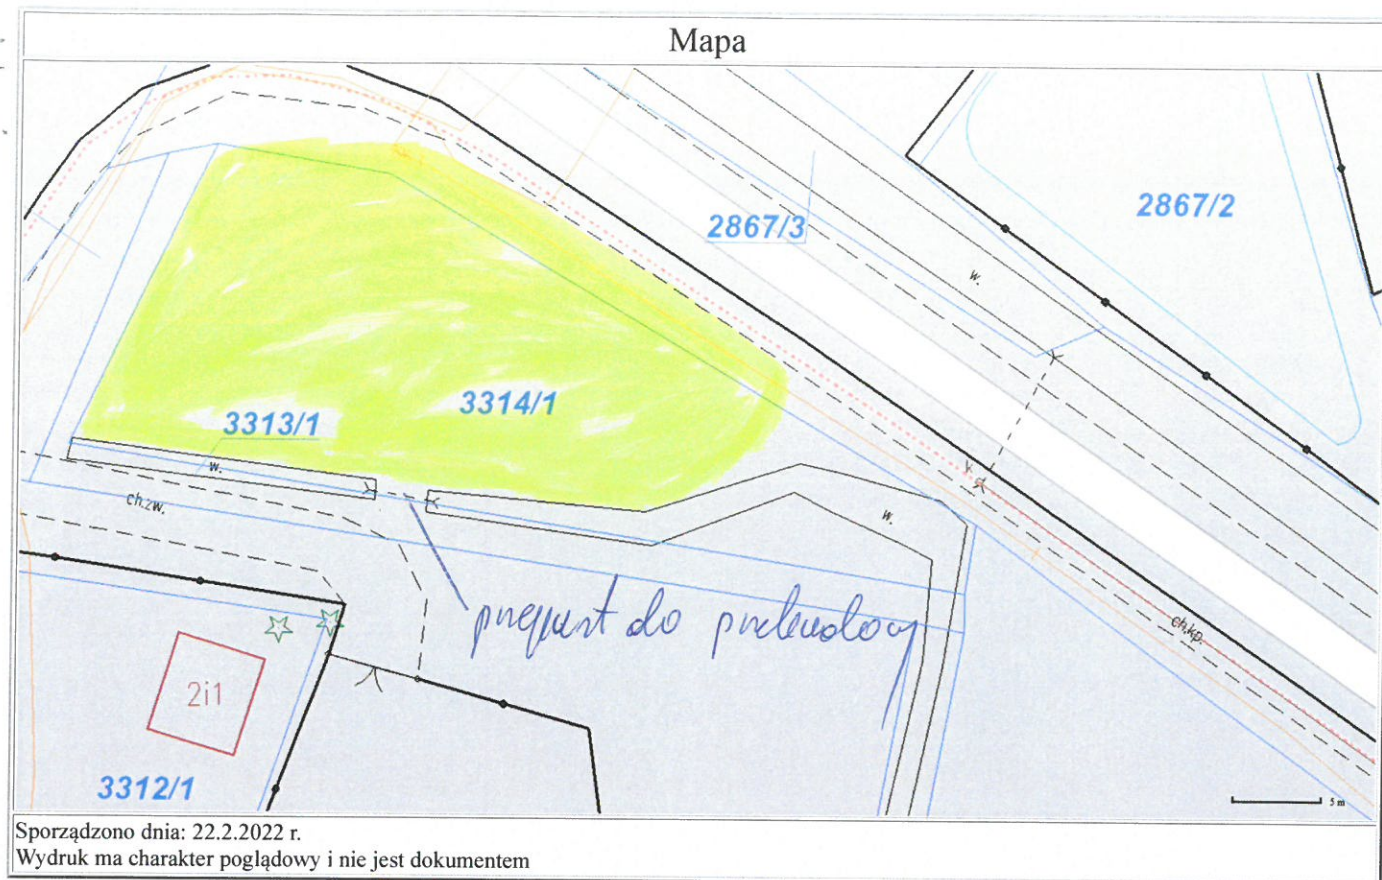 Mapa
2867/3
2867/2
w.
3314/1
3313/1
w.
ch.zw.
w.
k.
przepust do przebudowy
ch.kp.
2i1
3312/1
5 m
Sporządzono dnia: 22.2.2022 r.
Wydruk ma charakter poglądowy i nie jest dokumentem